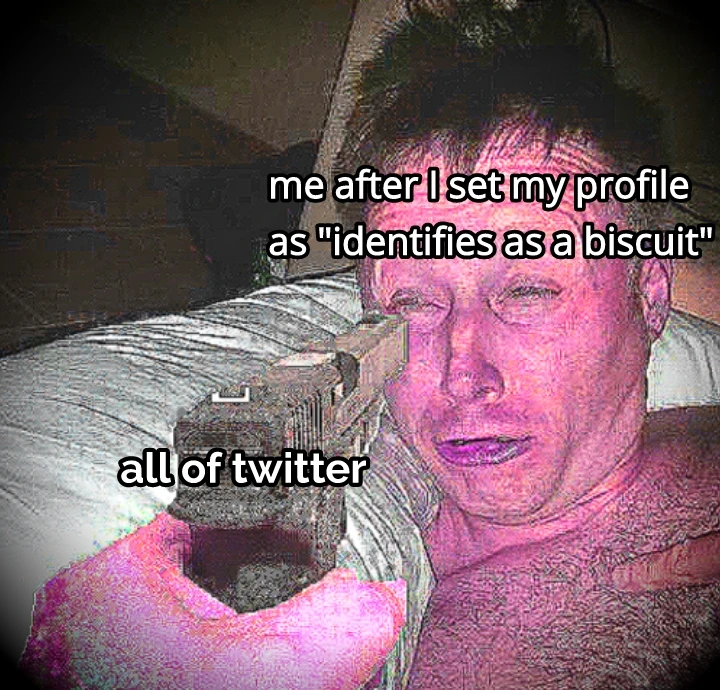 me after I set my profile
as "identifies as a biscuit"
all of twitter